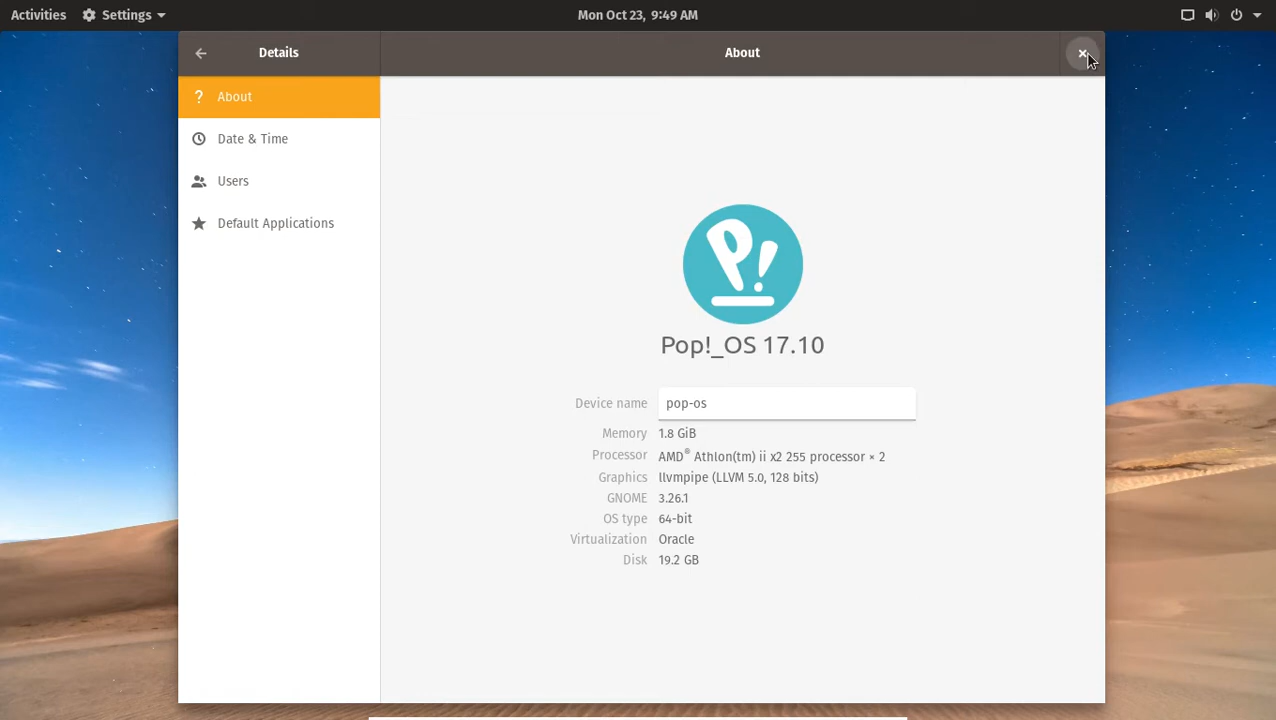 Activities
Settings
Mon Oct 23, 9:49 AM
Details
About
? About
Date & Time
Users
Default Applications
P!
Pop!_OS 17.10
Device name pop-os
Memory 1.8 GiB
Processor AMD® Athlon(tm) ii x2 255 processor × 2
Graphics llvmpipe (LLVM 5.0, 128 bits)
GNOME 3.26.1
OS type 64-bit
Virtualization Oracle
Disk 19.2 GB